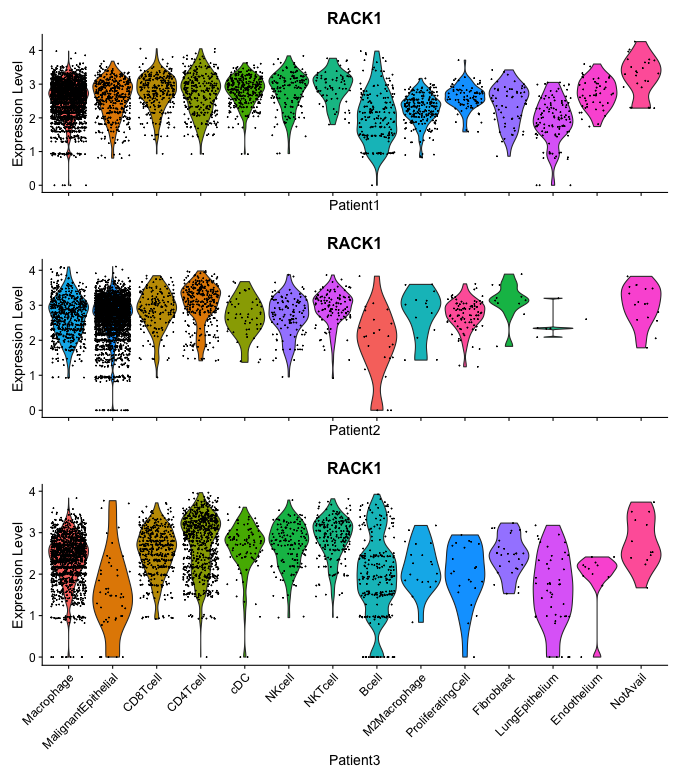 RACK1
Expression Level
4
3
2
1
0
Patient1
RACK1
Expression Level
4
3
2
1
0
Patient2
RACK1
Expression Level
4
3
2
1
0
Macrophage
MalignantEpithelial
CD8Tcell
CD4Tcell
cDC
NKcell
NKTcell
Bcell
M2Macrophage
ProliferatingCell
Fibroblast
LungEpithelium
Endothelium
NotAvail
Patient3